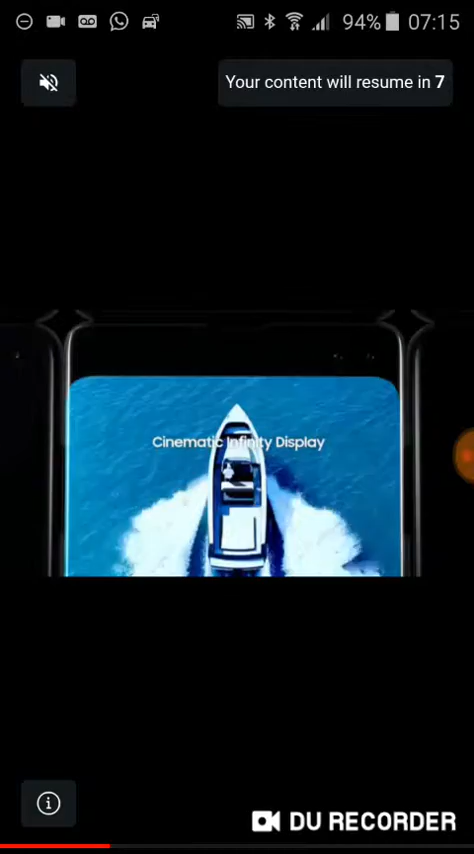 94% 07:15
Your content will resume in 7
Cinematic Infinity Display
DU RECORDER